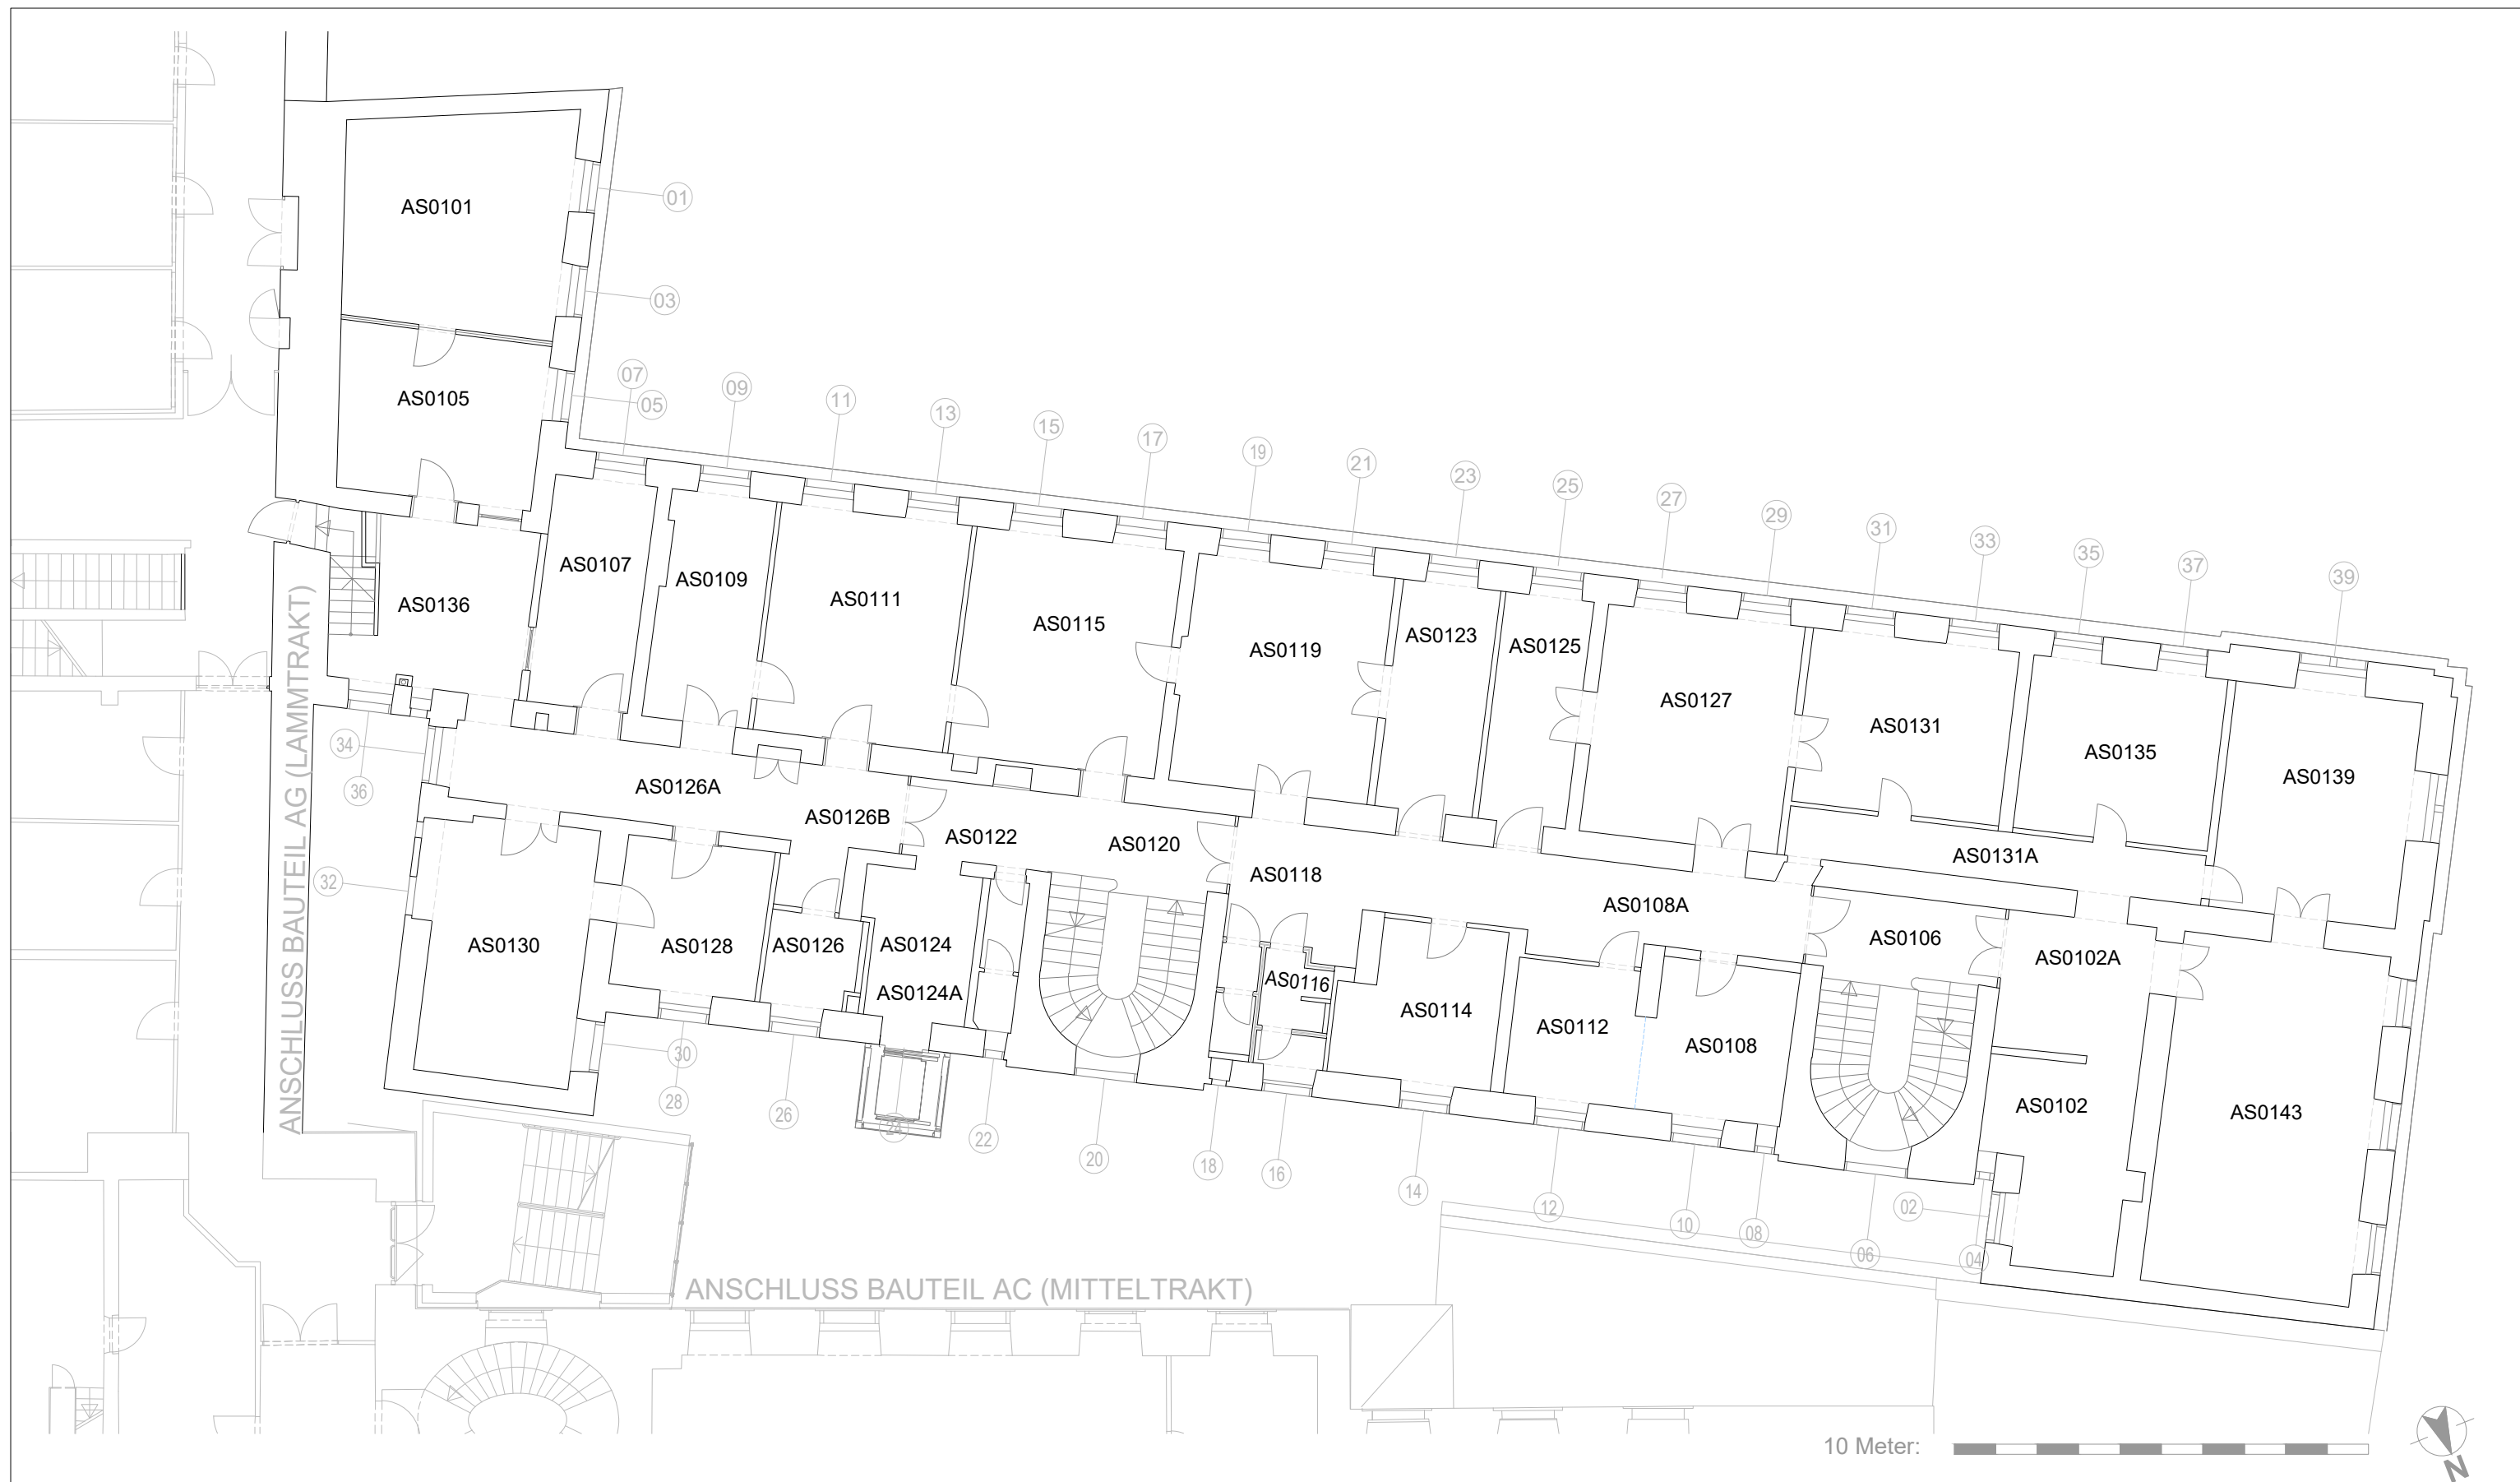 01
AS0101
03
07
AS0105
05
09
11
13
15
17
19
21
23
25
27
29
31
33
35
37
39
AS0107
AS0109
AS0136
AS0111
AS0115
AS0119
AS0123
AS0125
AS0127
AS0131
AS0135
AS0139
34
36
AS0126A
AS0126B
AS0122
AS0120
AS0118
AS0131A
32
AS0108A
AS0130
AS0128
AS0126
AS0124
AS0124A
AS0116
AS0106
AS0102A
AS0114
AS0112
AS0108
AS0102
AS0143
ANSCHLUSS BAUTEIL AG (LAMMTRAKT)
30
28
26
24
22
20
18
16
14
12
10
08
06
04
02
ANSCHLUSS BAUTEIL AC (MITTELTRAKT)
10 Meter:
N